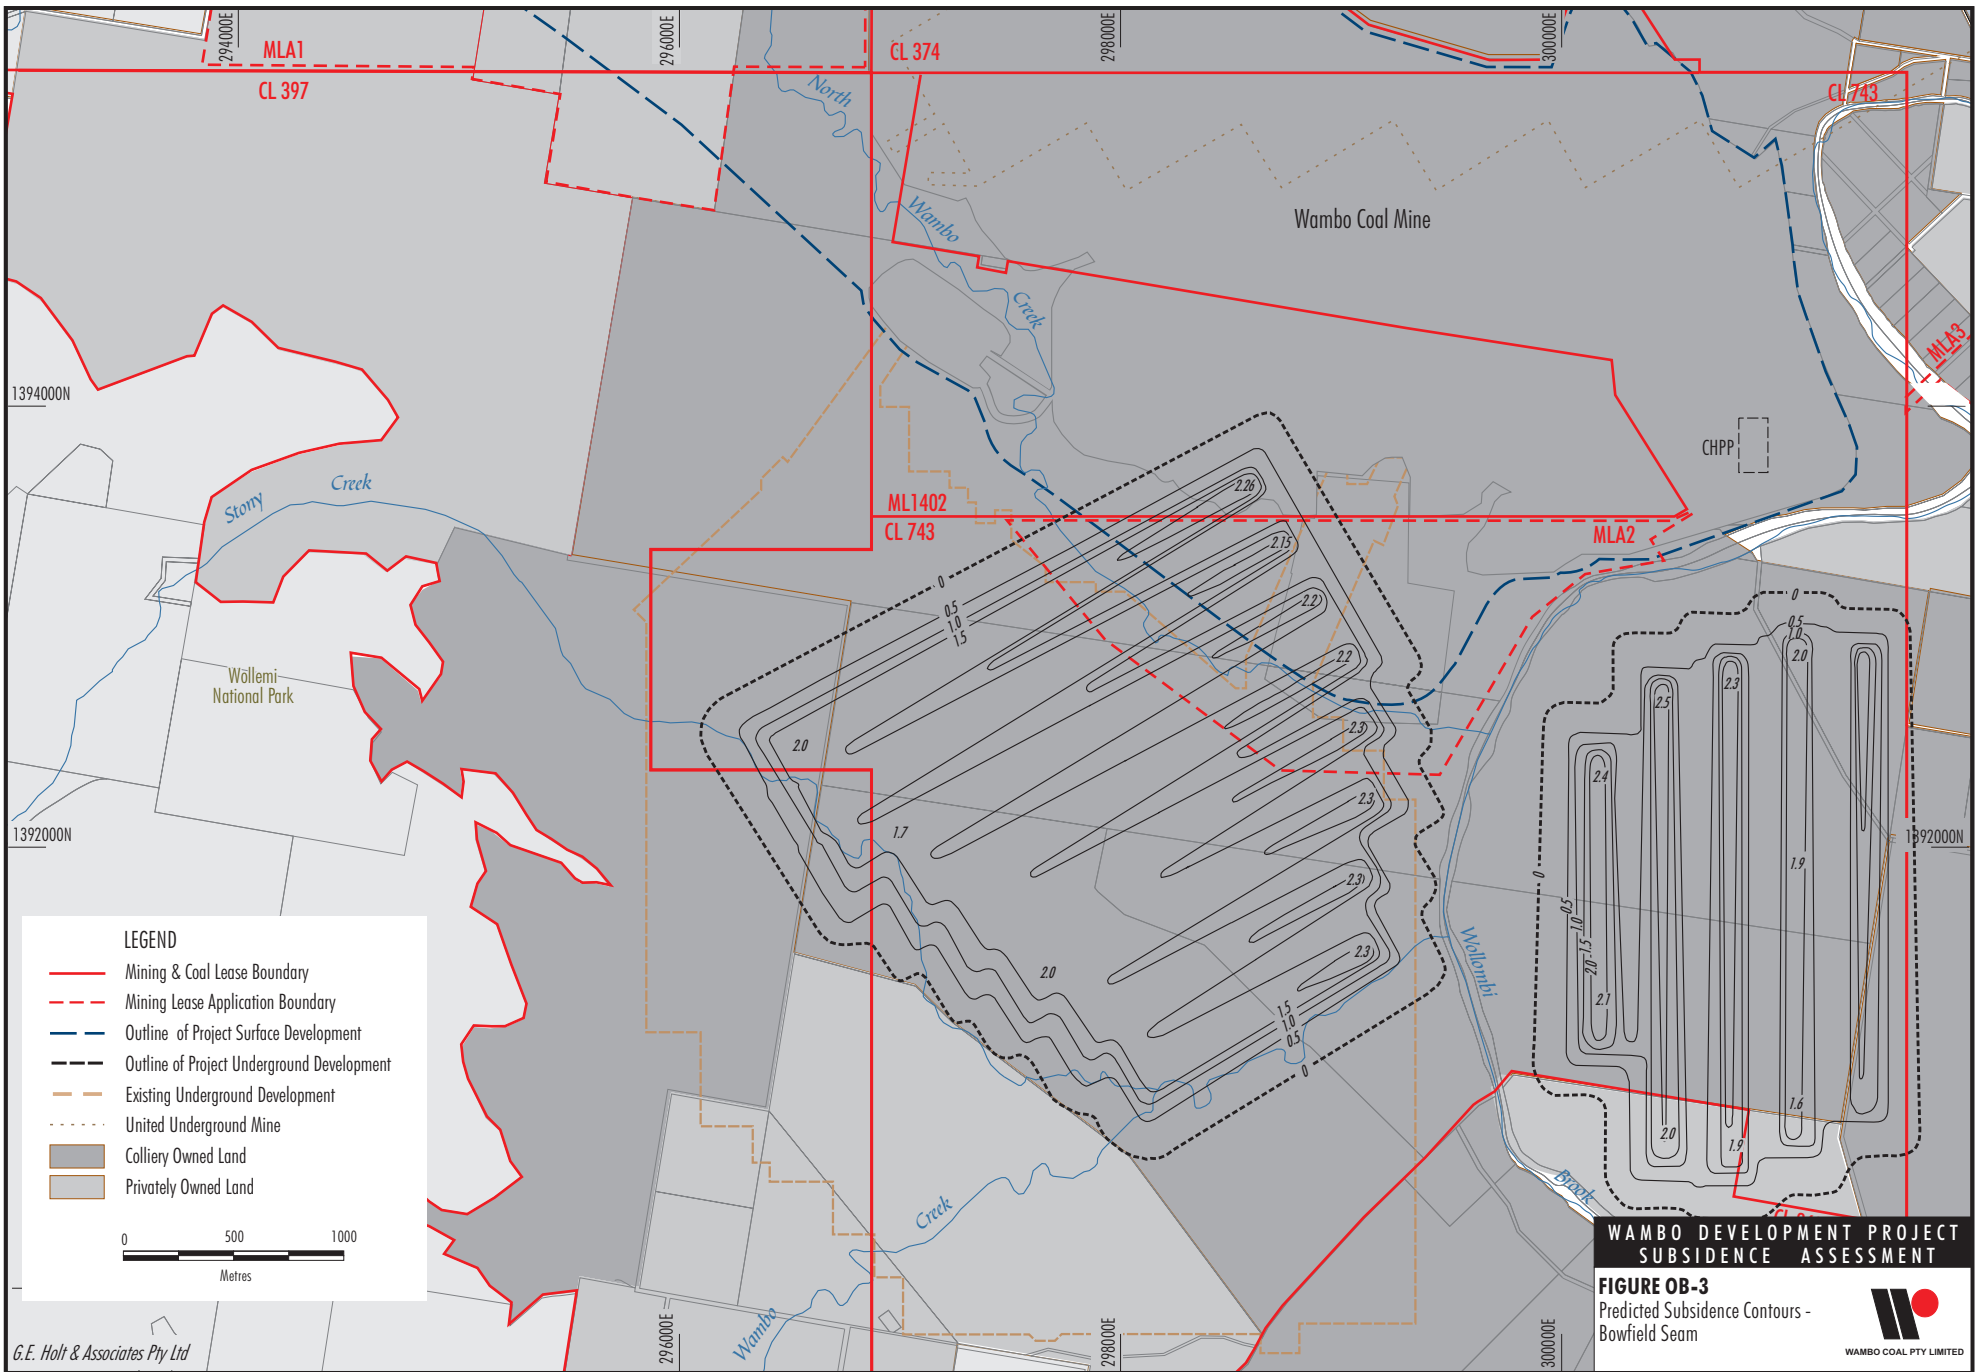 294000E
296000E
298000E
300000E
MLA1
CL 397
CL 374
CL 743
North
Wambo
Creek
Wambo Coal Mine
MLA3
1394000N
CHPP
Stony
Creek
ML1402
CL 743
MLA2
2.26
2.15
2.2
2.2
2.3
2.3
2.3
2.3
0
0.5
1.0
1.5
2.0
1.7
2.0
1.5
1.0
0.5
0
0
0.5
1.0
2.0
2.3
2.5
2.4
1.9
0
0.5
1.0
1.5
2.0
2.1
2.0
1.9
1.6
Wollemi
National Park
1392000N
1392000N
Wollombi
Brook
Creek
Wambo
LEGEND
Mining & Coal Lease Boundary
Mining Lease Application Boundary
Outline of Project Surface Development
Outline of Project Underground Development
Existing Underground Development
United Underground Mine
Colliery Owned Land
Privately Owned Land
0 500 1000
Metres
296000E
298000E
300000E
G.E. Holt & Associates Pty Ltd
WAMBO DEVELOPMENT PROJECT
SUBSIDENCE ASSESSMENT
FIGURE OB-3
Predicted Subsidence Contours -
Bowfield Seam
WAMBO COAL PTY LIMITED